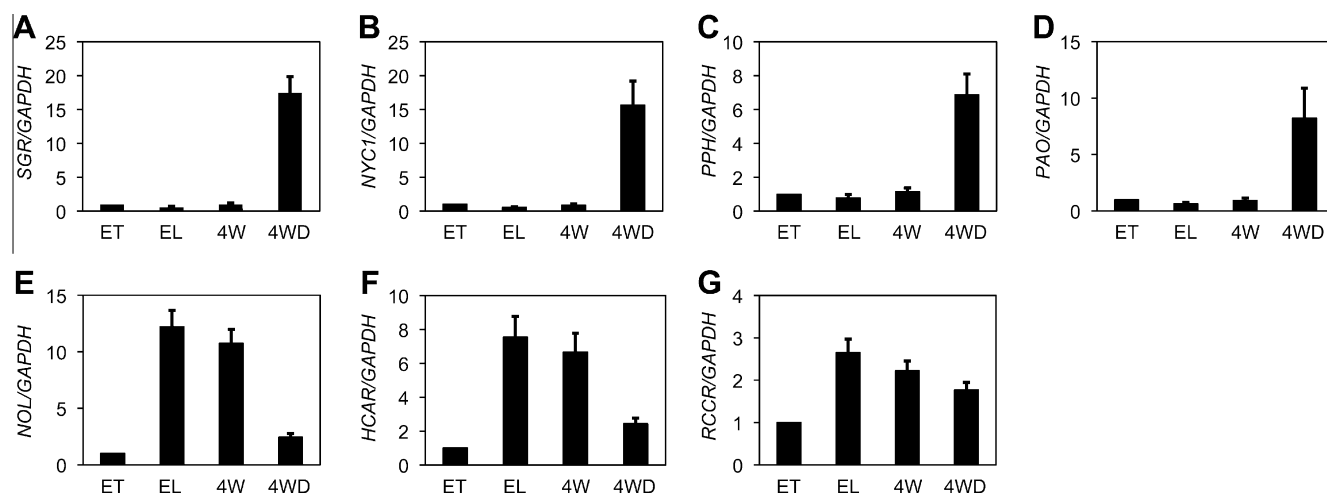 A B C D
SGR/GAPDH
25
20
15
10
5
0
ET EL 4W 4WD
NYC1/GAPDH
25
20
15
10
5
0
ET EL 4W 4WD
PPH/GAPDH
10
8
6
4
2
0
ET EL 4W 4WD
PAO/GAPDH
15
10
5
0
ET EL 4W 4WD
E F G
NOL/GAPDH
15
10
5
0
ET EL 4W 4WD
HCAR/GAPDH
10
8
6
4
2
0
ET EL 4W 4WD
RCCR/GAPDH
4
3
2
1
0
ET EL 4W 4WD